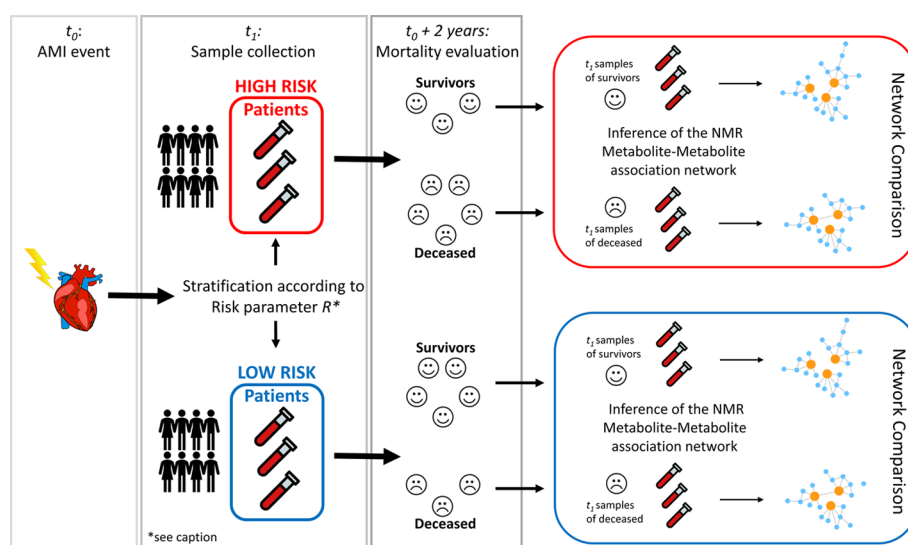 t0:
AMI event
t1:
Sample collection
t0 + 2 years:
Mortality evaluation
HIGH RISK
Patients
Stratification according to
Risk parameter R*
LOW RISK
Patients
*see caption
Survivors
Deceased
Survivors
Deceased
t1 samples
of survivors
Inference of the NMR
Metabolite-Metabolite
association network
t1 samples
of deceased
Network Comparison
t1 samples
of survivors
Inference of the NMR
Metabolite-Metabolite
association network
t1 samples
of deceased
Network Comparison